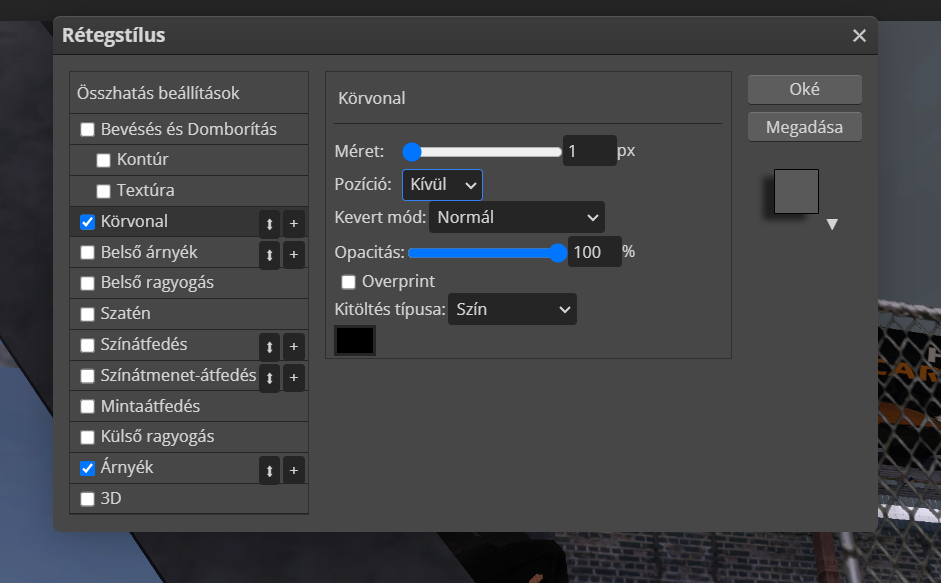 Rétegstílus
Összhatás beállítások
Bevésés és Domborítás
Kontúr
Textúra
Körvonal
Belső árnyék
Belső ragyogás
Szatén
Színátfedés
Színátmenet-átfedés
Mintaátfedés
Külső ragyogás
Árnyék
3D
Körvonal
Méret: 1 px
Pozíció: Kívül
Kevert mód: Normál
Opacitás: 100 %
Overprint
Kitöltés típusa: Szín
Oké
Megadása